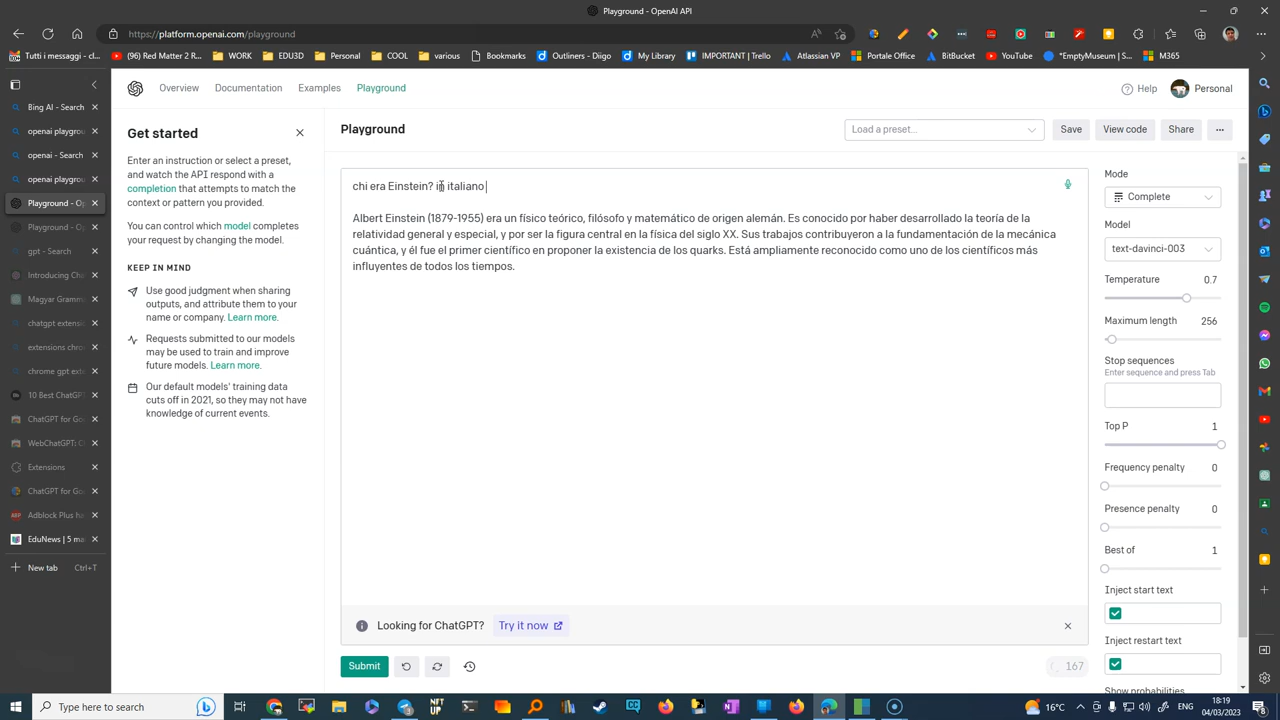 Playground - OpenAI API
https://platform.openai.com/playground
Tutti i messaggi - cl...
(90) Red Matter 2 R...
WORK
EDU3D
Personal
COOL
various
Bookmarks
Outliners - Diigo
My Library
IMPORTANT | Trello
Atlassian VPN
Portale Office
BitBucket
YouTube
*EmptyMuseum | S...
M365
Bing AI - Search
openai playgrou
openai - Search
openai playgrou
Playground - O
Playground - O
gpt - Search
Introducing Cha
Magyar Gramm
chatgpt extensi
extensions chro
chrome gpt ext
10 Best ChatGP
ChatGPT for Go
WebChatGPT: C
Extensions
ChatGPT for Go
Adblock Plus ha
EduNews | 5 ma
New tab
Ctrl+T
Overview
Documentation
Examples
Playground
Help
Personal
Get started
Enter an instruction or select a preset,
and watch the API respond with a
completion that attempts to match the
context or pattern you provided.
You can control which model completes
your request by changing the model.
KEEP IN MIND
Use good judgment when sharing
outputs, and attribute them to your
name or company. Learn more.
Requests submitted to our models
may be used to train and improve
future models. Learn more.
Our default models' training data
cuts off in 2021, so they may not have
knowledge of current events.
Playground
Load a preset...
Save
View code
Share
chi era Einstein? in italiano
Albert Einstein (1879-1955) era un físico teórico, filósofo y matemático de origen alemán. Es conocido por haber desarrollado la teoría de la
relatividad general y especial, y por ser la figura central en la física del siglo XX. Sus trabajos contribuyeron a la fundamentación de la mecánica
cuántica, y él fue el primer científico en proponer la existencia de los quarks. Está ampliamente reconocido como uno de los científicos más
influyentes de todos los tiempos.
Looking for ChatGPT? Try it now
Submit
167
Mode
Complete
Model
text-davinci-003
Temperature 0.7
Maximum length 256
Stop sequences
Enter sequence and press Tab
Top P 1
Frequency penalty 0
Presence penalty 0
Best of 1
Inject start text
Inject restart text
Show probabilities
Type here to search
16°C
18:19
04/03/2023